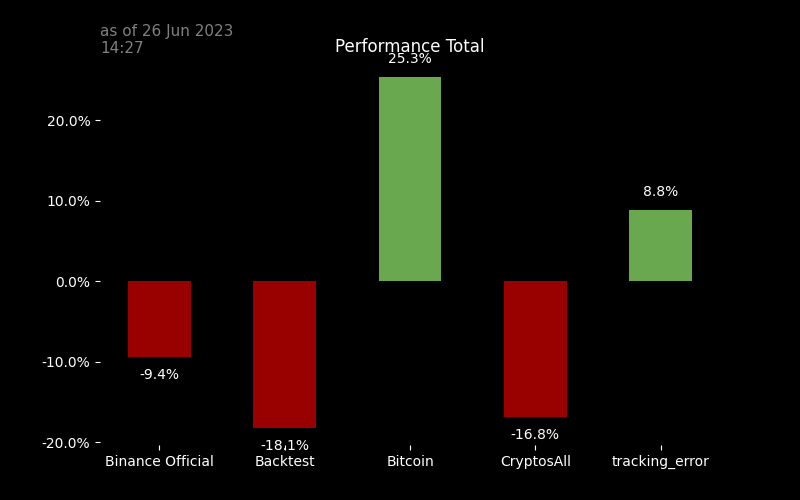 as of 26 Jun 2023
14:27
Performance Total
25.3%
20.0%
8.8%
10.0%
0.0%
-10.0%
-9.4%
-18.1%
-16.8%
-20.0%
Binance Official
Backtest
Bitcoin
CryptosAll
tracking_error